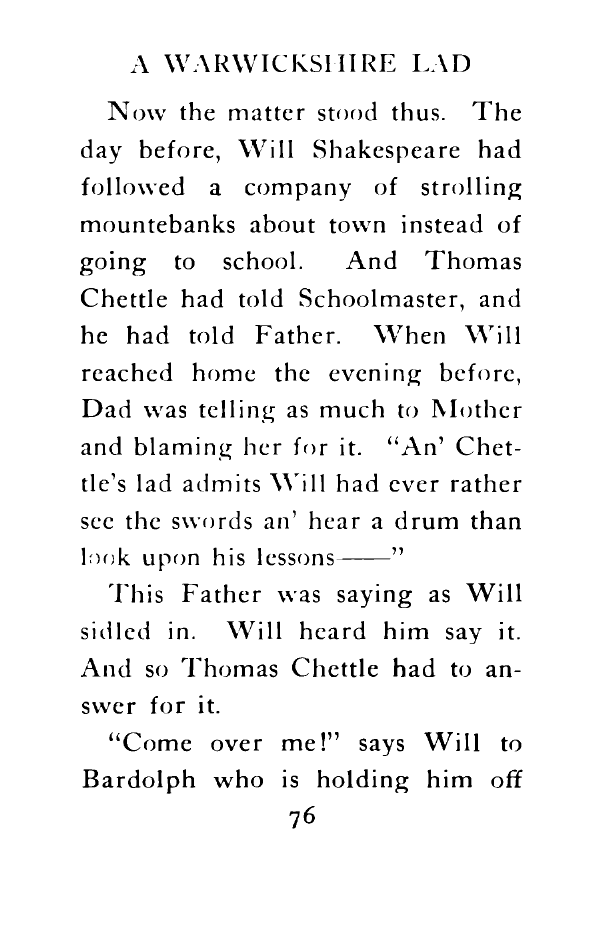 A WARWICKSHIRE LAD
Now the matter stood thus. The
day before, Will Shakespeare had
followed a company of strolling
mountebanks about town instead of
going to school. And Thomas
Chettle had told Schoolmaster, and
he had told Father. When Will
reached home the evening before,
Dad was telling as much to Mother
and blaming her for it. “An’ Chet-
tle’s lad admits Will had ever rather
see the swords an’ hear a drum than
look upon his lessons——”
This Father was saying as Will
sidled in. Will heard him say it.
And so Thomas Chettle had to an-
swer for it.
“Come over me!” says Will to
Bardolph who is holding him off
76